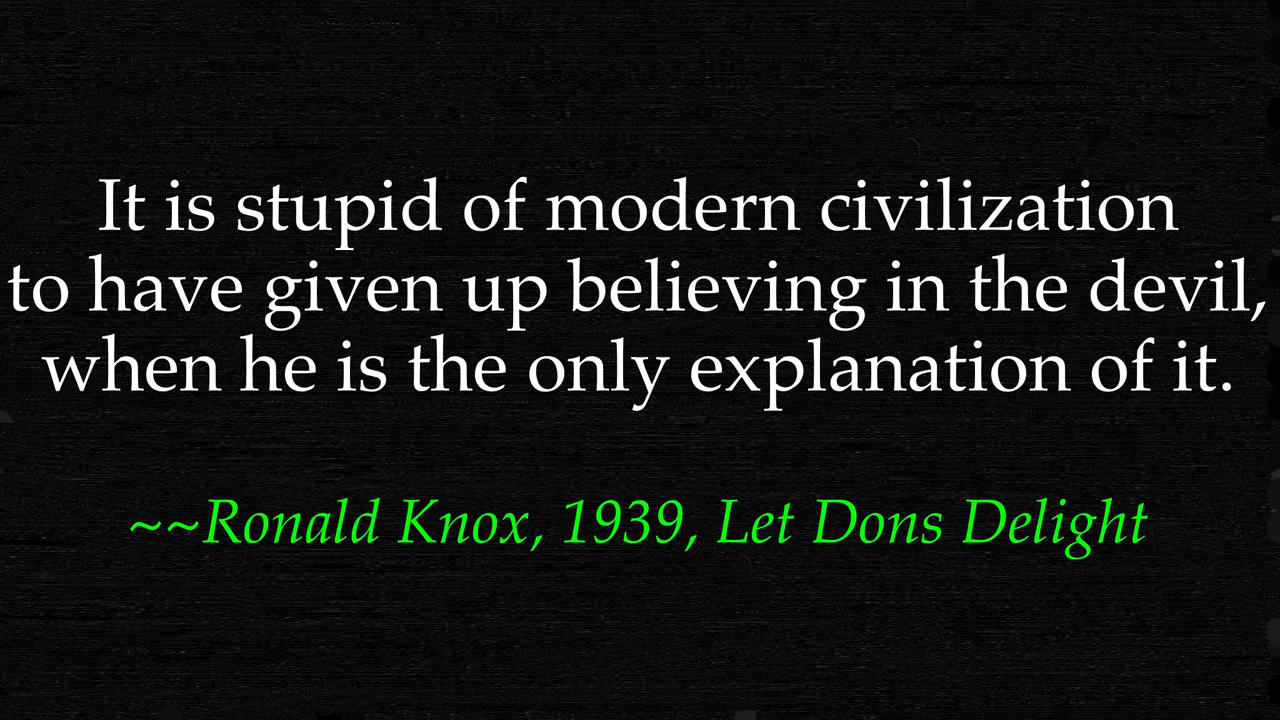 It is stupid of modern civilization
to have given up believing in the devil,
when he is the only explanation of it.
~~Ronald Knox, 1939, Let Dons Delight